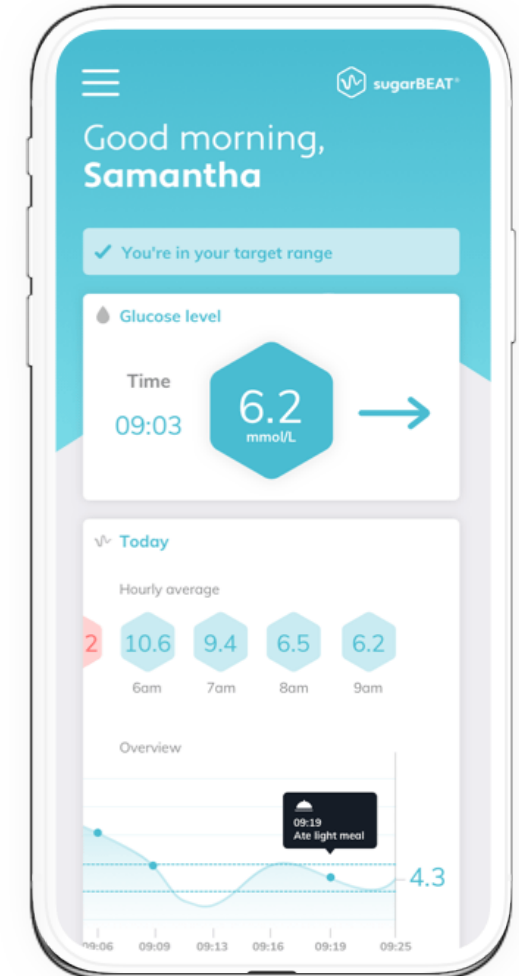 sugarBEAT®
Good morning,
Samantha
You're in your target range
Glucose level
Time
09:03
6.2
mmol/L
Today
Hourly average
2 10.6 9.4 6.5 6.2
6am 7am 8am 9am
Overview
09:19
Ate light meal
4.3
09:06 09:09 09:13 09:16 09:19 09:25